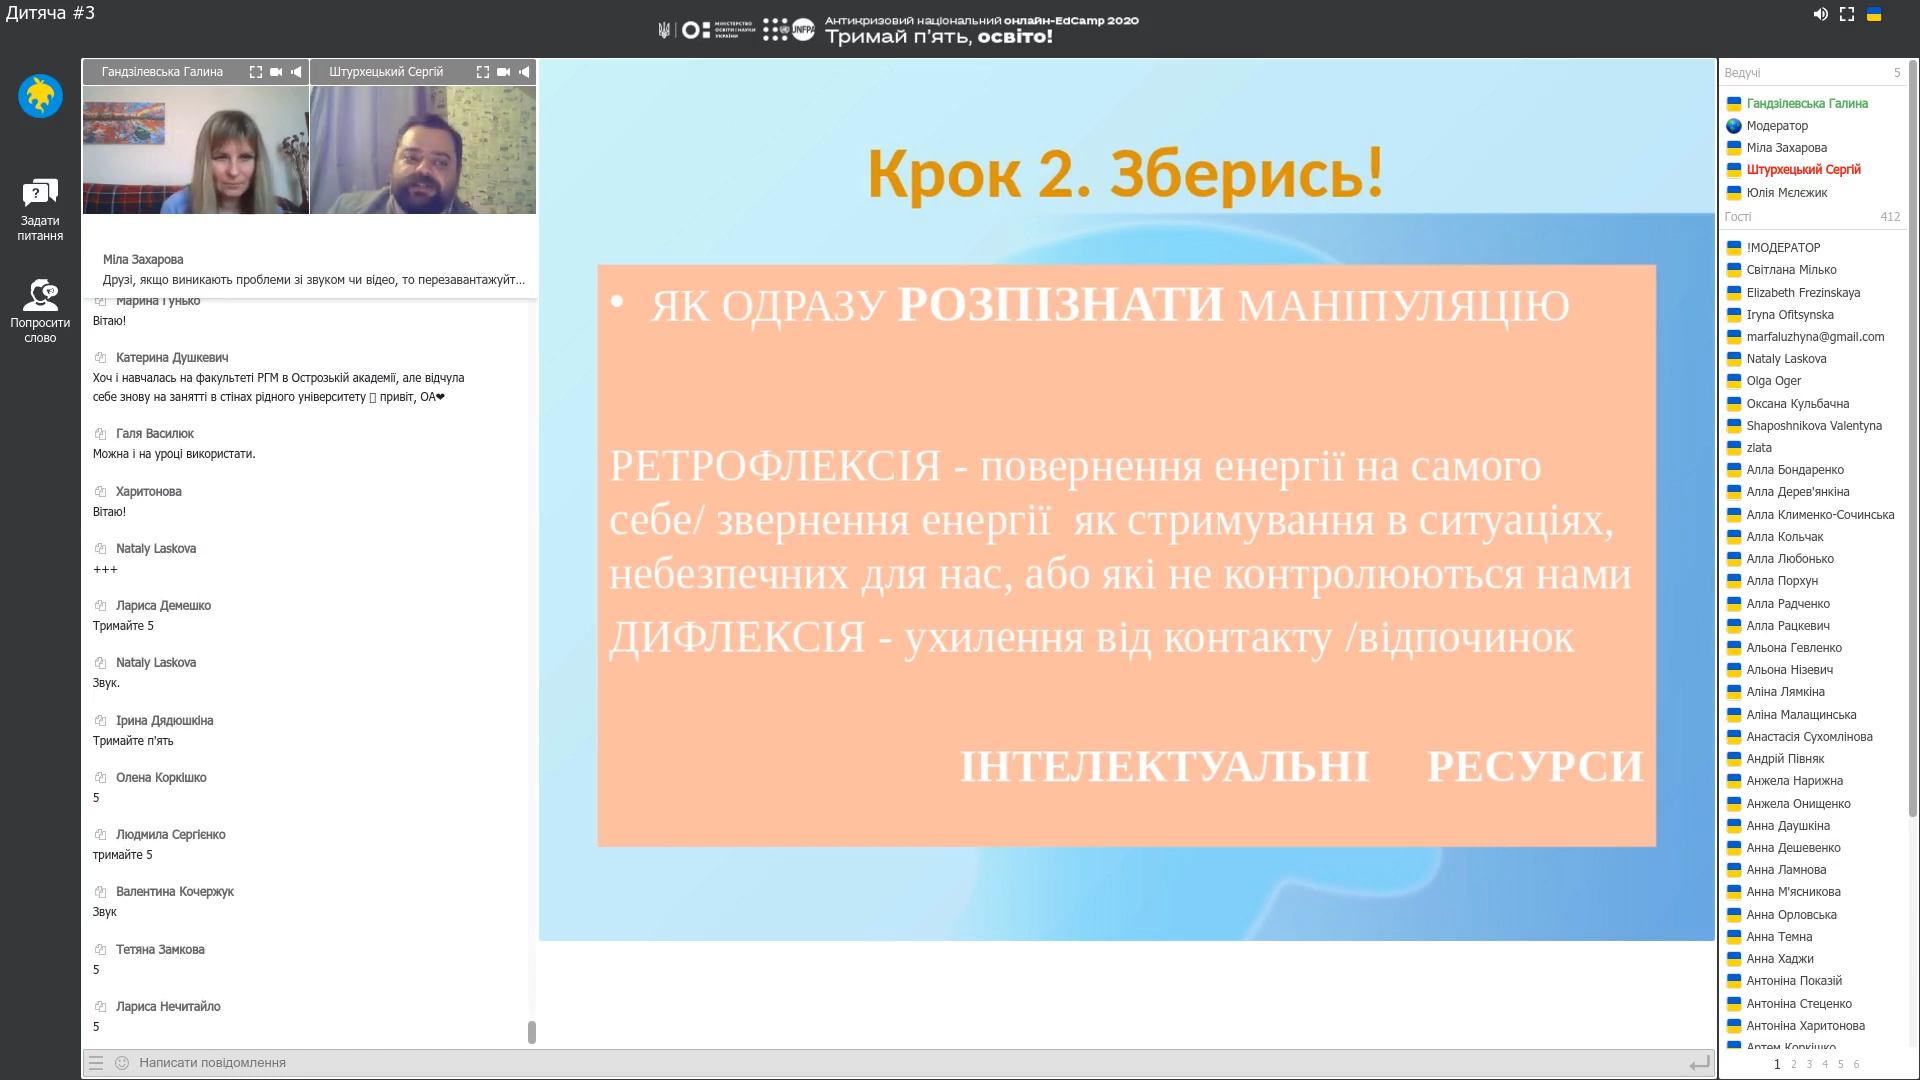 Дитяча #3
МІНІСТЕРСТВО
ОСВІТИ І НАУКИ
УКРАЇНИ
UNFPA
Антикризовий національний онлайн-EdCamp 2020
Тримай п’ять, освіто!
Задати
питання
Попросити
слово
Гандзілевська Галина
Штурхецький Сергій
Міла Захарова
Друзі, якщо виникають проблеми зі звуком чи відео, то перезавантажуйт...
Марина Гунько
Вітаю!
Катерина Душкевич
Хоч і навчалась на факультеті РГМ в Острозькій академії, але відчула
себе знову на занятті в стінах рідного університету ▯ привіт, ОА❤
Галя Василюк
Можна і на уроці використати.
Харитонова
Вітаю!
Nataly Laskova
+++
Лариса Демешко
Тримайте 5
Nataly Laskova
Звук.
Ірина Дядюшкіна
Тримайте п'ять
Олена Коркішко
5
Людмила Сергієнко
тримайте 5
Валентина Кочержук
Звук
Тетяна Замкова
5
Лариса Нечитайло
5
Написати повідомлення
Крок 2. Зберись!
• ЯК ОДРАЗУ РОЗПІЗНАТИ МАНІПУЛЯЦІЮ
РЕТРОФЛЕКСІЯ - повернення енергії на самого
себе/ звернення енергії як стримування в ситуаціях,
небезпечних для нас, або які не контролюються нами
ДИФЛЕКСІЯ - ухилення від контакту /відпочинок
ІНТЕЛЕКТУАЛЬНІ РЕСУРСИ
Ведучі 5
Гандзілевська Галина
Модератор
Міла Захарова
Штурхецький Сергій
Юлія Мєлєжик
Гості 412
!МОДЕРАТОР
Світлана Мілько
Elizabeth Frezinskaya
Iryna Ofitsynska
marfaluzhyna@gmail.com
Nataly Laskova
Olga Oger
Оксана Кульбачна
Shaposhnikova Valentyna
zlata
Алла Бондаренко
Алла Дерев'янкіна
Алла Клименко-Сочинська
Алла Кольчак
Алла Любонько
Алла Порхун
Алла Радченко
Алла Рацкевич
Альона Гевленко
Альона Нізевич
Аліна Лямкіна
Аліна Малащинська
Анастасія Сухомлінова
Андрій Півняк
Анжела Нарижна
Анжела Онищенко
Анна Даушкіна
Анна Дешевенко
Анна Ламнова
Анна М'ясникова
Анна Орловська
Анна Темна
Анна Хаджи
Антоніна Показій
Антоніна Стеценко
Антоніна Харитонова
Артем Коркішко
1 2 3 4 5 6